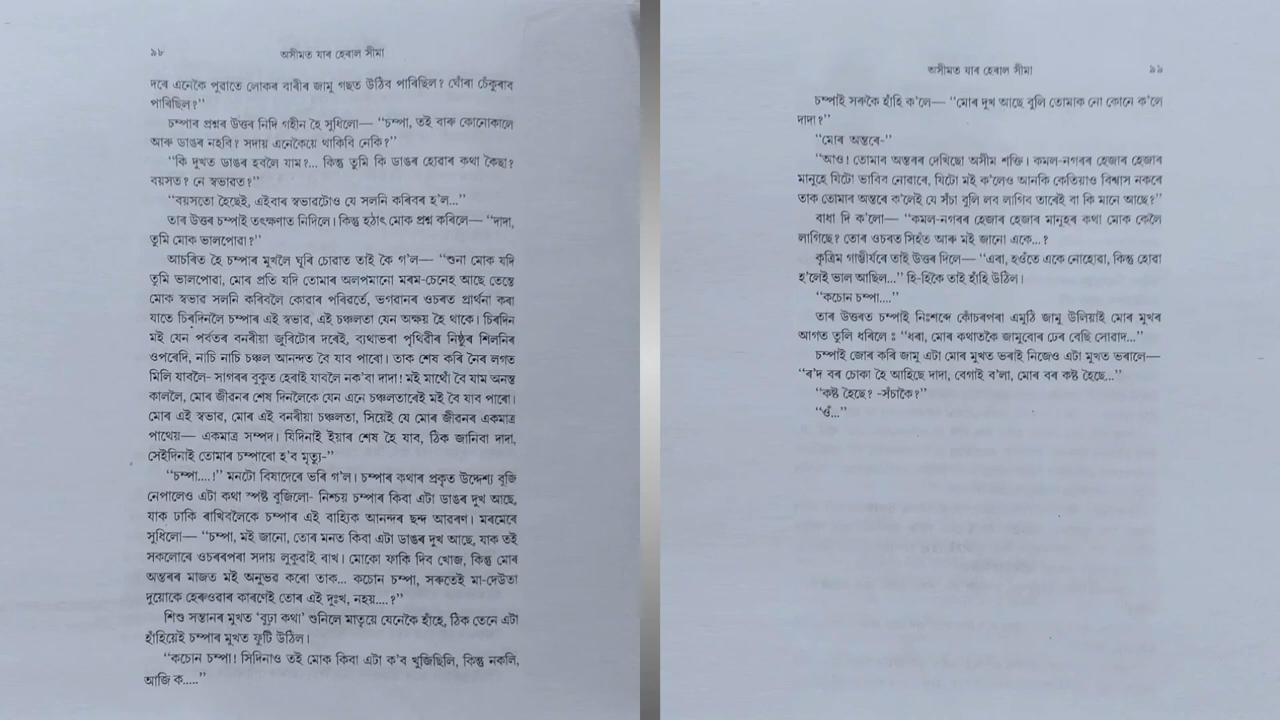 ৯৮
অসীমত যাৰ হেৰাল সীমা
দৰে এনেকৈ পুৱাতে লোকৰ বাৰীৰ জামু গছত উঠিব পাৰিছিল? ঘোঁৰা চেঁকুৰাব
পাৰিছিল?”
চম্পাৰ প্ৰশ্নৰ উত্তৰ নিদি গহীন হৈ সুধিলো— “চম্পা, তই বাৰু কোনোকালে
আৰু ডাঙৰ নহবি? সদায় এনেকৈয়ে থাকিবি নেকি?”
“কি দুখত ডাঙৰ হবলৈ যাম?... কিন্তু তুমি কি ডাঙৰ হোৱাৰ কথা কৈছা?
বয়সত? নে স্বভাৱত?”
“বয়সতো হৈছেই, এইবাৰ স্বভাৱটোও যে সলনি কৰিবৰ হ'ল...”
তাৰ উত্তৰ চম্পাই তৎক্ষণাত নিদিলে। কিন্তু হঠাৎ মোক প্ৰশ্ন কৰিলে— “দাদা,
তুমি মোক ভালপোৱা?”
আচৰিত হৈ চম্পাৰ মুখলৈ ঘূৰি চোৱাত তাই কৈ গ'ল— “শুনা মোক যদি
তুমি ভালপোৱা, মোৰ প্ৰতি যদি তোমাৰ অলপমানো মৰম-চেনেহ আছে তেন্তে
মোক স্বভাৱ সলনি কৰিবলৈ কোৱাৰ পৰিৱৰ্তে, ভগৱানৰ ওচৰত প্ৰাৰ্থনা কৰা
যাতে চিৰদিনলৈ চম্পাৰ এই স্বভাৱ, এই চঞ্চলতা যেন অক্ষয় হৈ থাকে। চিৰদিন
মই যেন পৰ্বতৰ বনৰীয়া জুৰিটোৰ দৰেই, ব্যথাভৰা পৃথিৱীৰ নিষ্ঠুৰ শিলনিৰ
ওপৰেদি, নাচি নাচি চঞ্চল আনন্দত বৈ যাব পাৰো। তাক শেষ কৰি নৈৰ লগত
মিলি যাবলৈ- সাগৰৰ বুকুত হেৰাই যাবলৈ নক'বা দাদা! মই মাথোঁ বৈ যাম অনন্ত
কাললৈ, মোৰ জীৱনৰ শেষ দিনলৈকে যেন এনে চঞ্চলতাৰেই মই বৈ যাব পাৰো।
মোৰ এই স্বভাৱ, মোৰ এই বনৰীয়া চঞ্চলতা, সিয়েই যে মোৰ জীৱনৰ একমাত্ৰ
পাথেয়— একমাত্ৰ সম্পদ। যিদিনাই ইয়াৰ শেষ হৈ যাব, ঠিক জানিবা দাদা,
সেইদিনাই তোমাৰ চম্পাৰো হ'ব মৃত্যু-”
“চম্পা....!” মনটো বিষাদেৰে ভৰি গ'ল। চম্পাৰ কথাৰ প্ৰকৃত উদ্দেশ্য বুজি
নেপালেও এটা কথা স্পষ্ট বুজিলো- নিশ্চয় চম্পাৰ কিবা এটা ডাঙৰ দুখ আছে,
যাক ঢাকি ৰাখিবলৈকে চম্পাৰ এই বাহ্যিক আনন্দৰ ছন্দ আৱৰণ। মৰমেৰে
সুধিলো— “চম্পা, মই জানো, তোৰ মনত কিবা এটা ডাঙৰ দুখ আছে, যাক তই
সকলোৰে ওচৰৰপৰা সদায় লুকুৱাই ৰাখ। মোকো ফাকি দিব খোজ, কিন্তু মোৰ
অন্তৰৰ মাজত মই অনুভৱ কৰো তাক... কচোন চম্পা, সৰুতেই মা-দেউতা
দুয়োকে হেৰুওৱাৰ কাৰণেই তোৰ এই দুঃখ, নহয়....?”
শিশু সন্তানৰ মুখত ‘বুঢ়া কথা’ শুনিলে মাতৃয়ে যেনেকৈ হাঁহে, ঠিক তেনে এটা
হাঁহিয়েই চম্পাৰ মুখত ফুটি উঠিল।
“কচোন চম্পা! সিদিনাও তই মোক কিবা এটা ক'ব খুজিছিলি, কিন্তু নকলি,
আজি ক.....”
অসীমত যাৰ হেৰাল সীমা
৯৯
চম্পাই সৰুকৈ হাঁহি ক'লে— “মোৰ দুখ আছে বুলি তোমাক নো কোনে ক'লে
দাদা?”
“মোৰ অন্তৰে-”
“আও! তোমাৰ অন্তৰৰ দেখিছো অসীম শক্তি। কমল-নগৰৰ হেজাৰ হেজাৰ
মানুহে যিটো ভাবিব নোৱাৰে, যিটো মই ক'লেও আনকি কেতিয়াও বিশ্বাস নকৰে
তাক তোমাৰ অন্তৰে ক'লেই যে সঁচা বুলি লব লাগিব তাৰেই বা কি মানে আছে?”
বাধা দি ক'লো— “কমল-নগৰৰ হেজাৰ হেজাৰ মানুহৰ কথা মোক কেলৈ
লাগিছে? তোৰ ওচৰত সিহঁত আৰু মই জানো একে...?
কৃত্ৰিম গাম্ভীৰ্যৰে তাই উত্তৰ দিলে— “এৰা, হওঁতে একে নোহোৱা, কিন্তু হোৱা
হ'লেই ভাল আছিল...” হি-হিকৈ তাই হাঁহি উঠিল।
“কচোন চম্পা....”
তাৰ উত্তৰত চম্পাই নিঃশব্দে কোঁচৰপৰা এমুঠি জামু উলিয়াই মোৰ মুখৰ
আগত তুলি ধৰিলে ঃ “ধৰা, মোৰ কথাতকৈ জামুবোৰ ঢেৰ বেছি সোৱাদ...”
চম্পাই জোৰ কৰি জামু এটা মোৰ মুখত ভৰাই নিজেও এটা মুখত ভৰালে—
“ৰ'দ বৰ চোকা হৈ আহিছে দাদা, বেগাই ব'লা, মোৰ বৰ কষ্ট হৈছে...”
“কষ্ট হৈছে? -সঁচাকৈ?”
“ওঁ...”